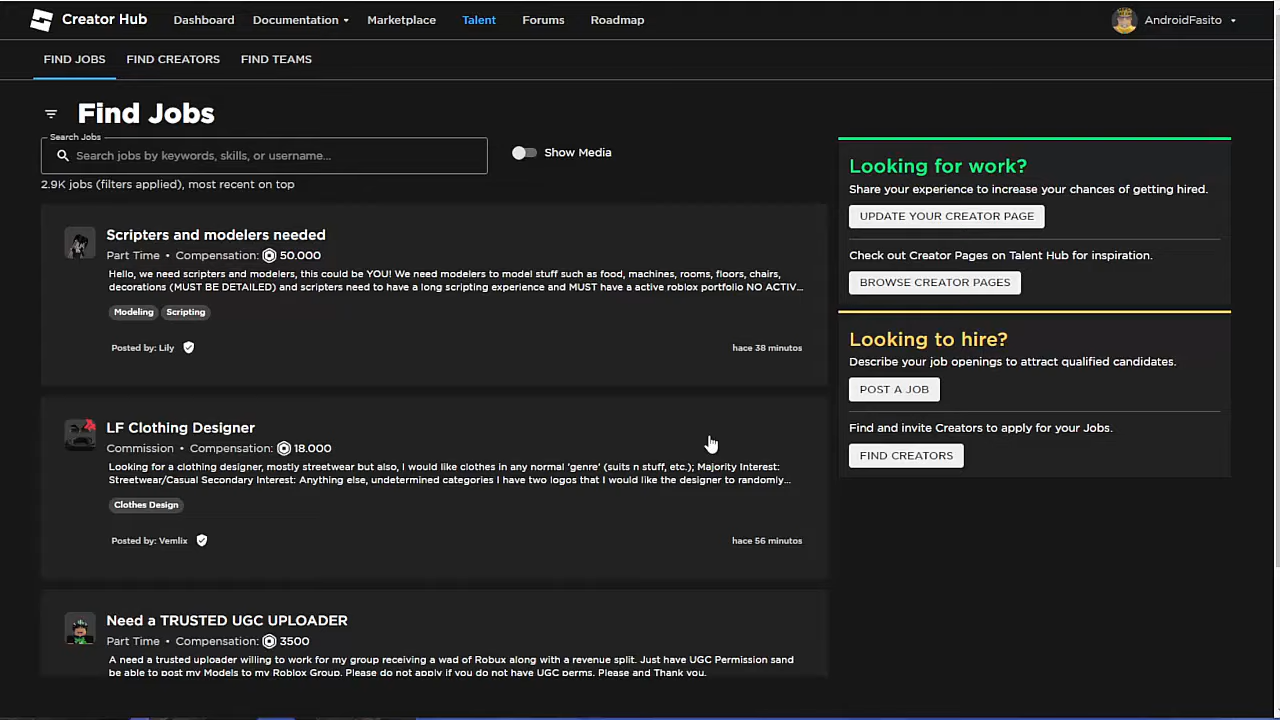 Creator Hub Dashboard Documentation Marketplace Talent Forums Roadmap AndroidFasito
FIND JOBS FIND CREATORS FIND TEAMS
Find Jobs
Search Jobs
Search jobs by keywords, skills, or username...
Show Media
2.9K jobs (filters applied), most recent on top
Scripters and modelers needed
Part Time • Compensation: 50.000
Hello, we need scripters and modelers, this could be YOU! We need modelers to model stuff such as food, machines, rooms, floors, chairs,
decorations (MUST BE DETAILED) and scripters need to have a long scripting experience and MUST have a active roblox portfolio NO ACTIV...
Modeling Scripting
Posted by: Lily
hace 38 minutos
LF Clothing Designer
Commission • Compensation: 18.000
Looking for a clothing designer, mostly streetwear but also, I would like clothes in any normal 'genre' (suits n stuff, etc.); Majority Interest:
Streetwear/Casual Secondary Interest: Anything else, undetermined categories I have two logos that I would like the designer to randomly...
Clothes Design
Posted by: Vemlix
hace 56 minutos
Need a TRUSTED UGC UPLOADER
Part Time • Compensation: 3500
A need a trusted uploader willing to work for my group receiving a wad of Robux along with a revenue split. Just have UGC Permission sand
be able to post my Models to my Roblox Group. Please do not apply if you do not have UGC perms. Please and Thank you.
Looking for work?
Share your experience to increase your chances of getting hired.
UPDATE YOUR CREATOR PAGE
Check out Creator Pages on Talent Hub for inspiration.
BROWSE CREATOR PAGES
Looking to hire?
Describe your job openings to attract qualified candidates.
POST A JOB
Find and invite Creators to apply for your Jobs.
FIND CREATORS